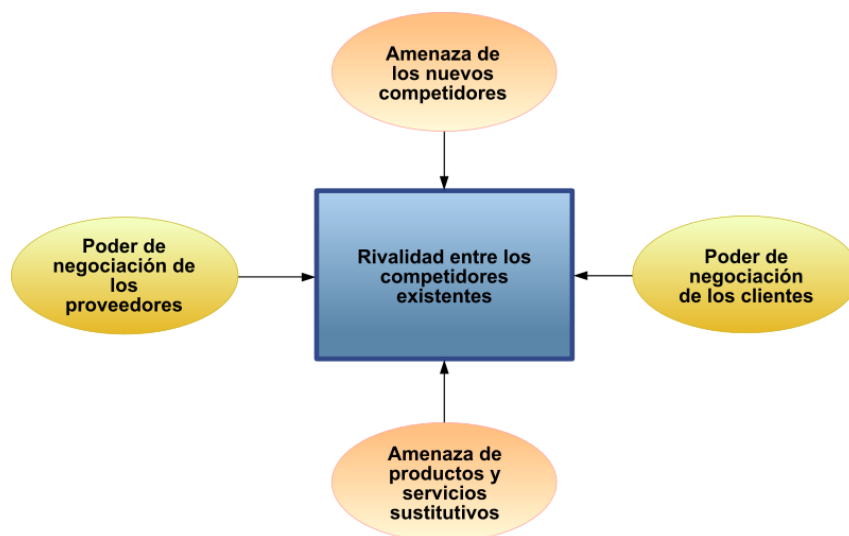 Amenaza de
los nuevos
competidores
Poder de
negociación de
los
proveedores
Rivalidad entre los
competidores
existentes
Poder de
negociación
de los clientes
Amenaza de
productos y
servicios
sustitutivos